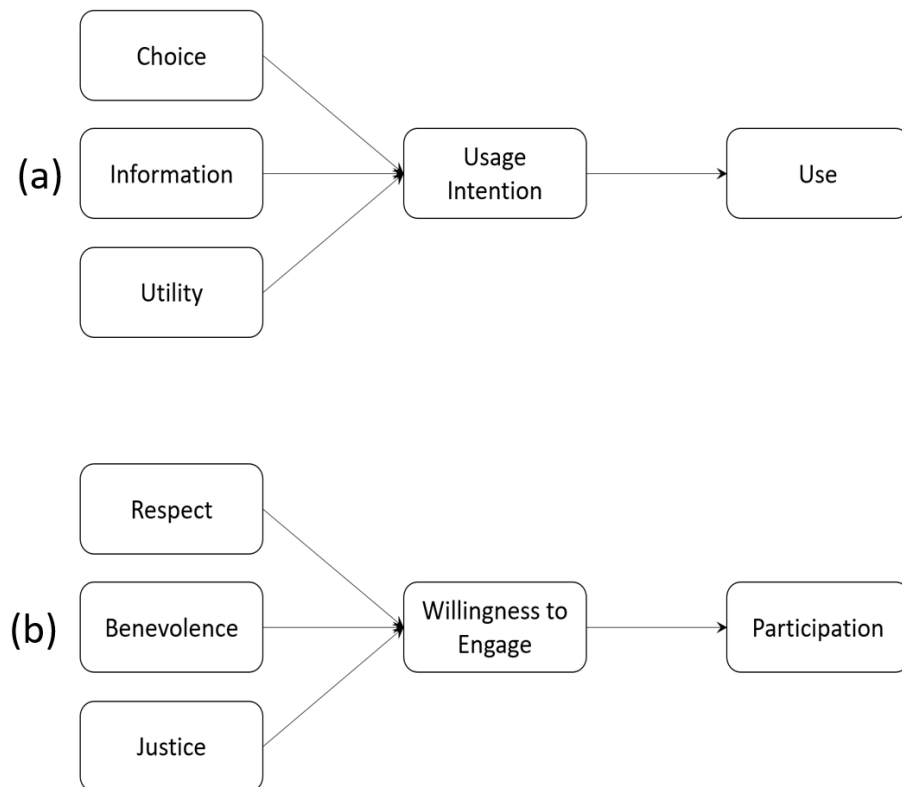 Choice
(a)
Information
Utility
Usage
Intention
Use
Respect
(b)
Benevolence
Justice
Willingness to
Engage
Participation